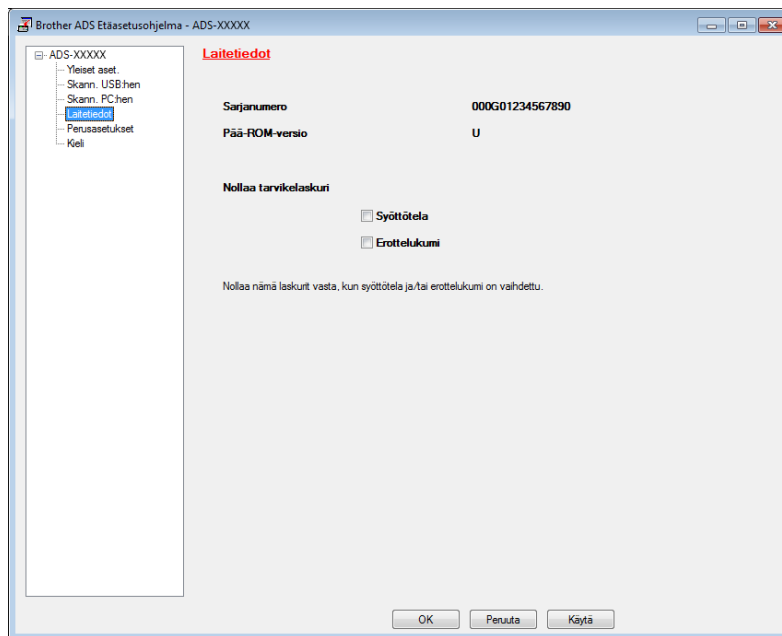 Brother ADS Etäasetusohjelma - ADS-XXXXX
ADS-XXXXX
Yleiset aset.
Skann. USB:hen
Skann. PC:hen
Laitetiedot
Perusasetukset
Kieli
Laitetiedot
Sarjanumero 000G01234567890
Pää-ROM-versio U
Nollaa tarvikelaskuri
Syöttötela
Erottelukumi
Nollaa nämä laskurit vasta, kun syöttötela ja/tai erottelukumi on vaihdettu.
OK Peruuta Käytä